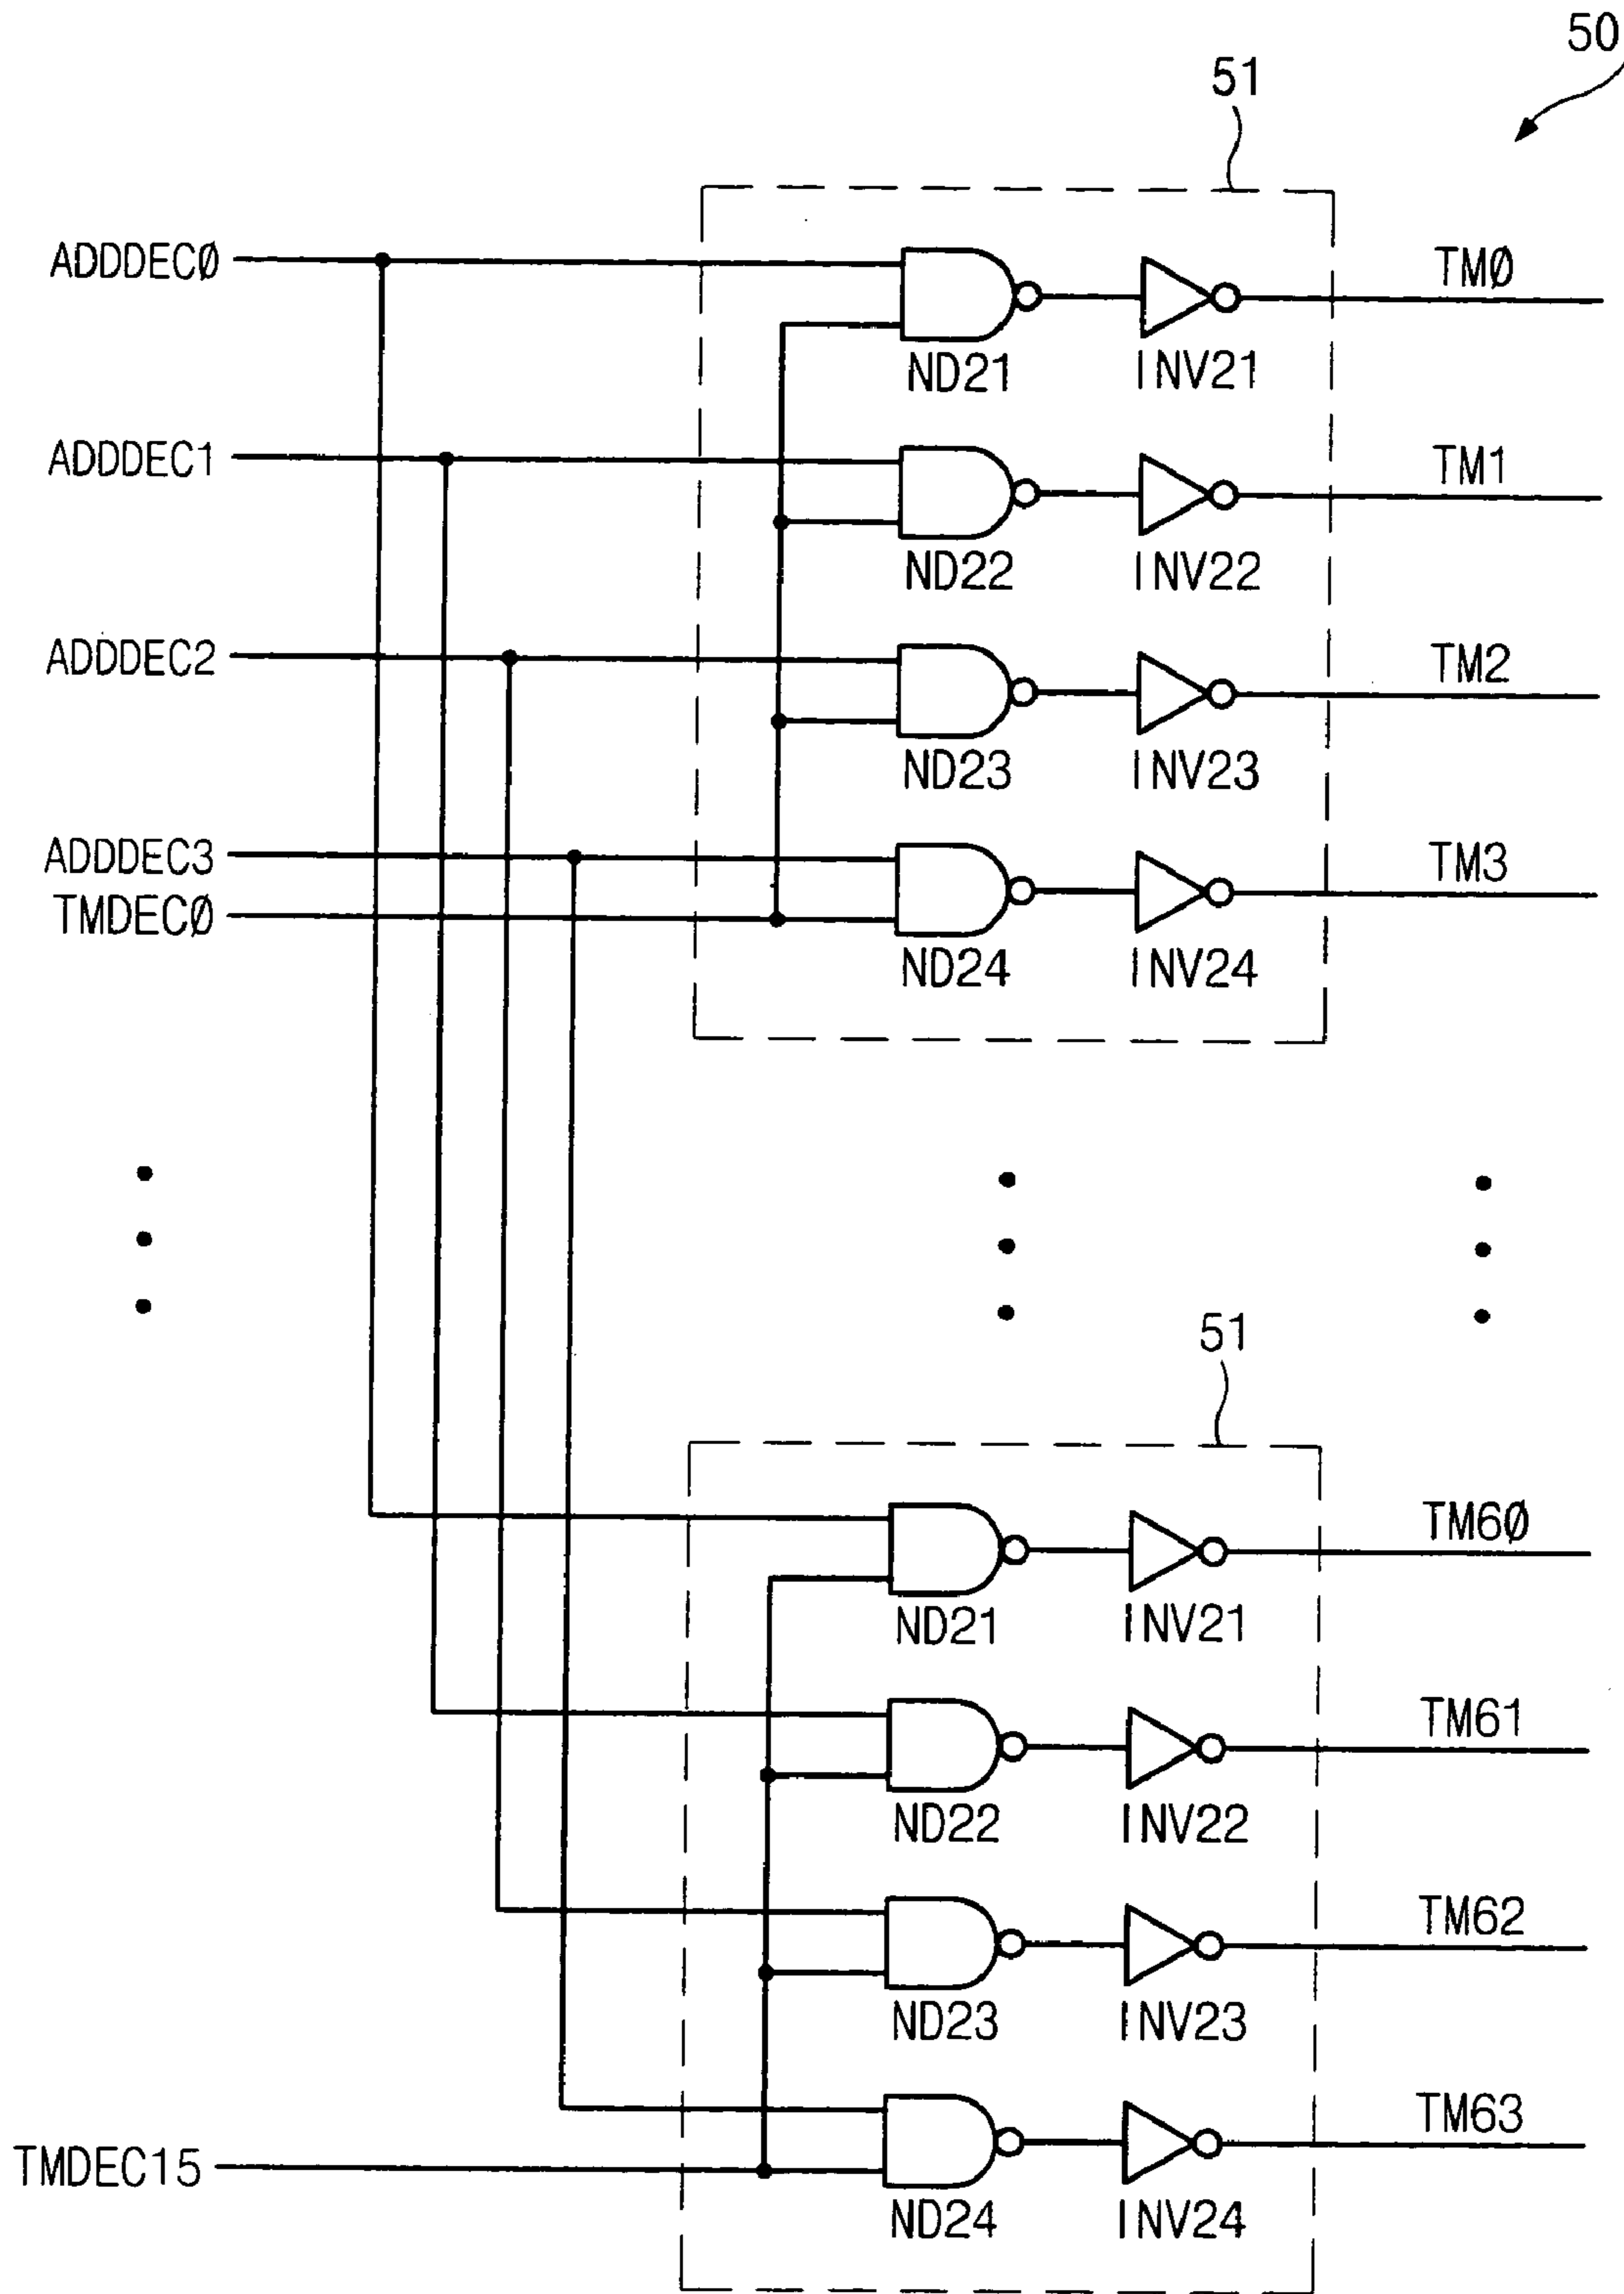 50
51
ADDDECØ
TMØ
ND21
INV21
ADDDEC1
TM1
ND22
INV22
ADDDEC2
TM2
ND23
INV23
ADDDEC3
TM3
TMDECØ
ND24
INV24
51
TM6Ø
ND21
INV21
TM61
ND22
INV22
TM62
ND23
INV23
TM63
TMDEC15
ND24
INV24